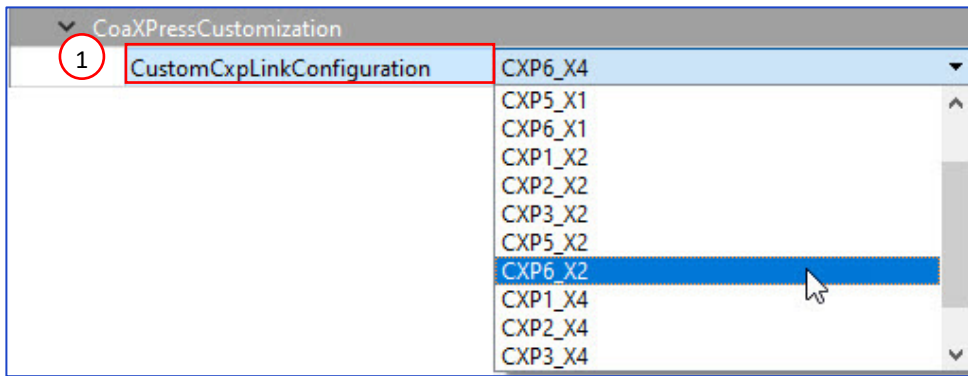 CoaXPressCustomization
1
CustomCxpLinkConfiguration CXP6_X4
CXP5_X1
CXP6_X1
CXP1_X2
CXP2_X2
CXP3_X2
CXP5_X2
CXP6_X2
CXP1_X4
CXP2_X4
CXP3_X4